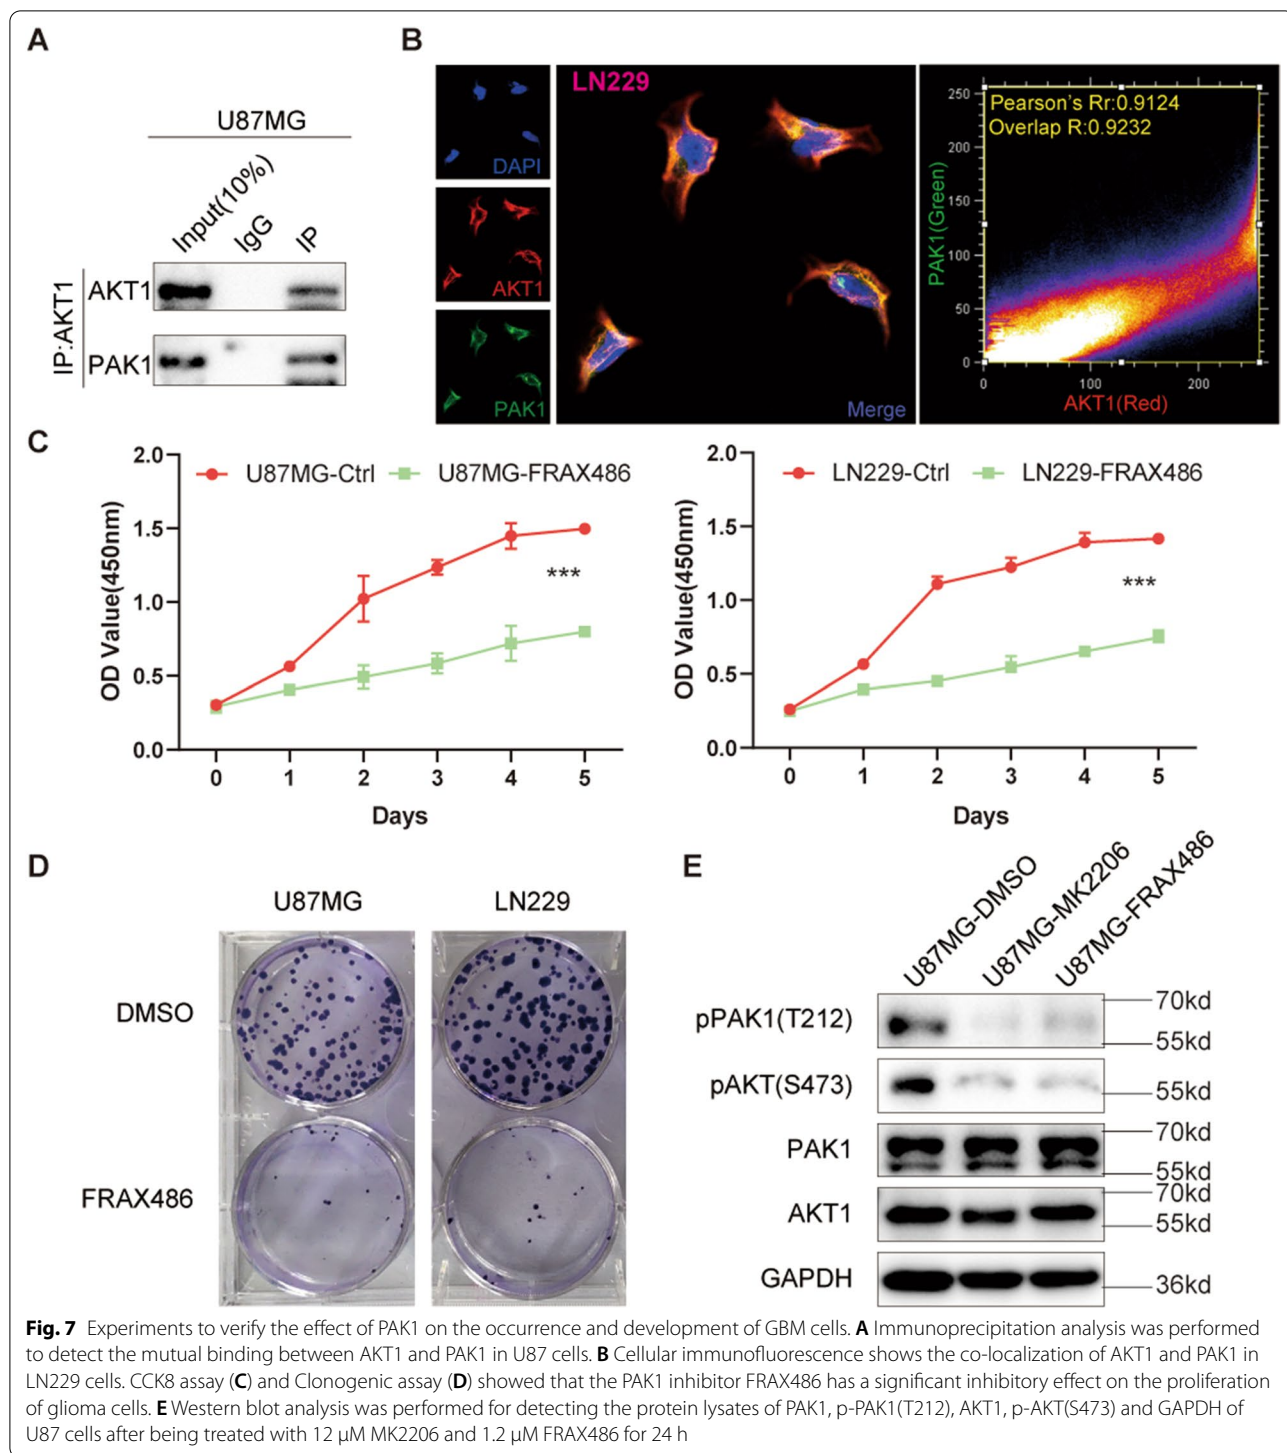 A
U87MG
Input(10%)
IgG
IP
IP:AKT1
AKT1
PAK1
B
DAPI
AKT1
PAK1
LN229
Merge
Pearson's Rr:0.9124
Overlap R:0.9232
PAK1(Green)
250
200
150
100
50
0
0 100 200
AKT1(Red)
C
U87MG-Ctrl U87MG-FRAX486
OD Value(450nm)
2.0
1.5
1.0
0.5
0.0
***
0 1 2 3 4 5
Days
LN229-Ctrl LN229-FRAX486
OD Value(450nm)
2.0
1.5
1.0
0.5
0.0
***
0 1 2 3 4 5
Days
D
U87MG LN229
DMSO
FRAX486
E
U87MG-DMSO
U87MG-MK2206
U87MG-FRAX486
pPAK1(T212)
70kd
55kd
pAKT(S473)
55kd
PAK1
70kd
55kd
AKT1
70kd
55kd
GAPDH
36kd
Fig. 7 Experiments to verify the effect of PAK1 on the occurrence and development of GBM cells. A Immunoprecipitation analysis was performed
to detect the mutual binding between AKT1 and PAK1 in U87 cells. B Cellular immunofluorescence shows the co-localization of AKT1 and PAK1 in
LN229 cells. CCK8 assay (C) and Clonogenic assay (D) showed that the PAK1 inhibitor FRAX486 has a significant inhibitory effect on the proliferation
of glioma cells. E Western blot analysis was performed for detecting the protein lysates of PAK1, p-PAK1(T212), AKT1, p-AKT(S473) and GAPDH of
U87 cells after being treated with 12 μM MK2206 and 1.2 μM FRAX486 for 24 h